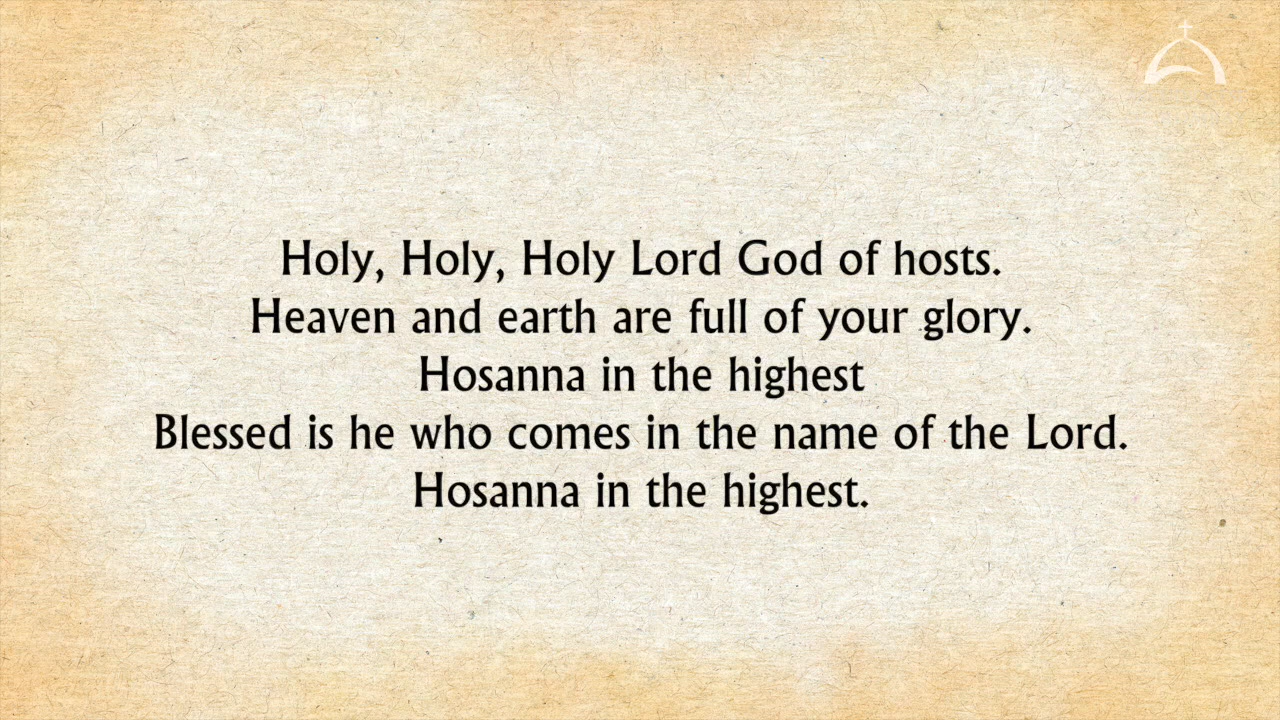 Holy, Holy, Holy Lord God of hosts.
Heaven and earth are full of your glory.
Hosanna in the highest
Blessed is he who comes in the name of the Lord.
Hosanna in the highest.